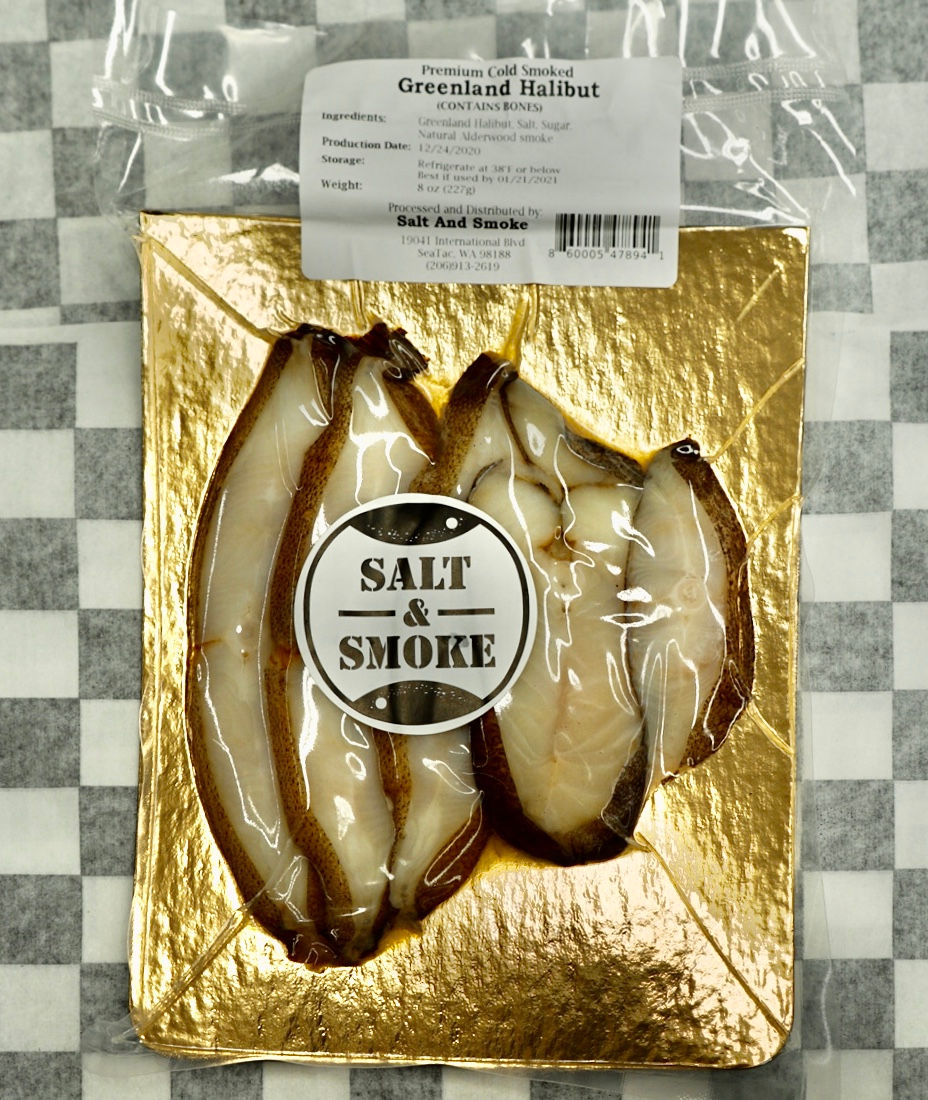 Premium Cold Smoked
Greenland Halibut
(CONTAINS BONES)
Ingredients: Greenland Halibut, Salt, Sugar,
Natural Alderwood smoke
Production Date: 12/24/2020
Storage: Refrigerate at 38°F or below
Best if used by 01/21/2021
Weight: 8 oz (227g)
Processed and Distributed by:
Salt And Smoke
19041 International Blvd
SeaTac, WA 98188
(206)913-2619
8 60005 47894 1
SALT
&
SMOKE